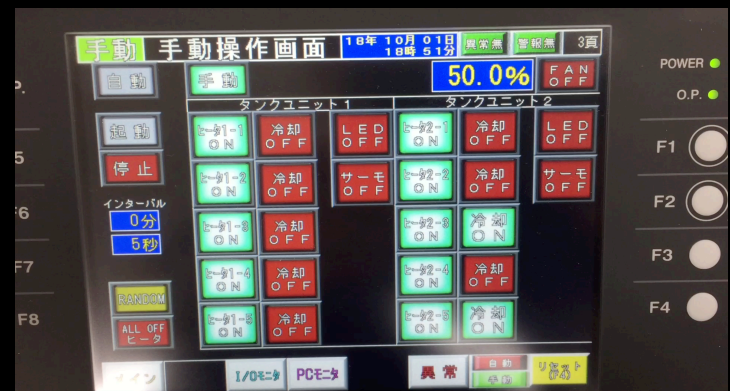 手動 手動操作画面 18年 10月 01日 異常無 警報無 3頁
18時 51分
POWER
自動 手動 50.0% FAN OFF
O.P.
タンクユニット1 タンクユニット2
起動 ヒータ1-1 ON 冷却 OFF LED OFF ヒータ2-1 ON 冷却 OFF LED OFF
F1
停止 ヒータ1-2 ON 冷却 OFF サーモ OFF ヒータ2-2 ON 冷却 OFF サーモ OFF
インターバル
F2
0分 ヒータ1-3 ON 冷却 OFF ヒータ2-3 ON 冷却 ON
5秒
F6
F3
F7
ヒータ1-4 ON 冷却 OFF ヒータ2-4 ON 冷却 OFF
RANDOM
F4
F8
ALL OFF ヒータ ヒータ1-5 ON 冷却 OFF ヒータ2-5 ON 冷却 ON
メイン I/Oモニタ PCモニタ 異常 自動 手動 リセット (F4)